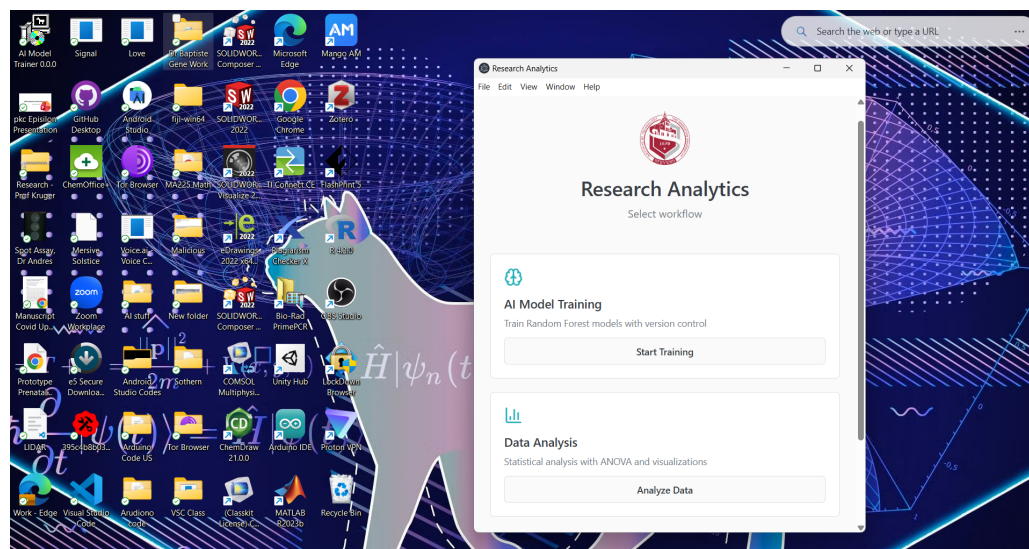 AI Model
Trainer 0.0.0
Signal
Love
Dr Baptiste
Gene Work
SOLIDWOR...
Composer ...
Microsoft
Edge
Mango AM
pkc Episilon
Presentation
GitHub
Desktop
Android
Studio
fiji-win64
SOLIDWOR...
2022
Google
Chrome
Zotero
Research -
Prof Kruger
ChemOffice+
Tor Browser
MA225 Math
SOLIDWOR...
Visualize 2...
TI Connect CE
FlashPrint 5
Spot Assay,
Dr Andres
Mersive
Solstice
Voice.ai -
Voice C...
Malicious
eDrawings
2022 x64...
Plagiarism
Checker X
R 4.3.0
Manuscript
Covid Up...
Zoom
Workplace
AI stuff
New folder
SOLIDWOR...
Composer ...
Bio-Rad
PrimePCR
OBS Studio
Prototype
Prenatal...
e5 Secure
Downloa...
Android
Studio Codes
Sothern
COMSOL
Multiphysi...
Unity Hub
LockDown
Browser
LIDAR
395c4b8b03...
Arduino
Code US
Tor Browser
ChemDraw
21.0.0
Arduino IDE
Proton VPN
Work - Edge
Visual Studio
Code
Arudiono
code
VSC Class
(Classkit
License) C...
MATLAB
R2023b
Recycle Bin
Search the web or type a URL
Research Analytics
File Edit View Window Help
Research Analytics
Select workflow
AI Model Training
Train Random Forest models with version control
Start Training
Data Analysis
Statistical analysis with ANOVA and visualizations
Analyze Data